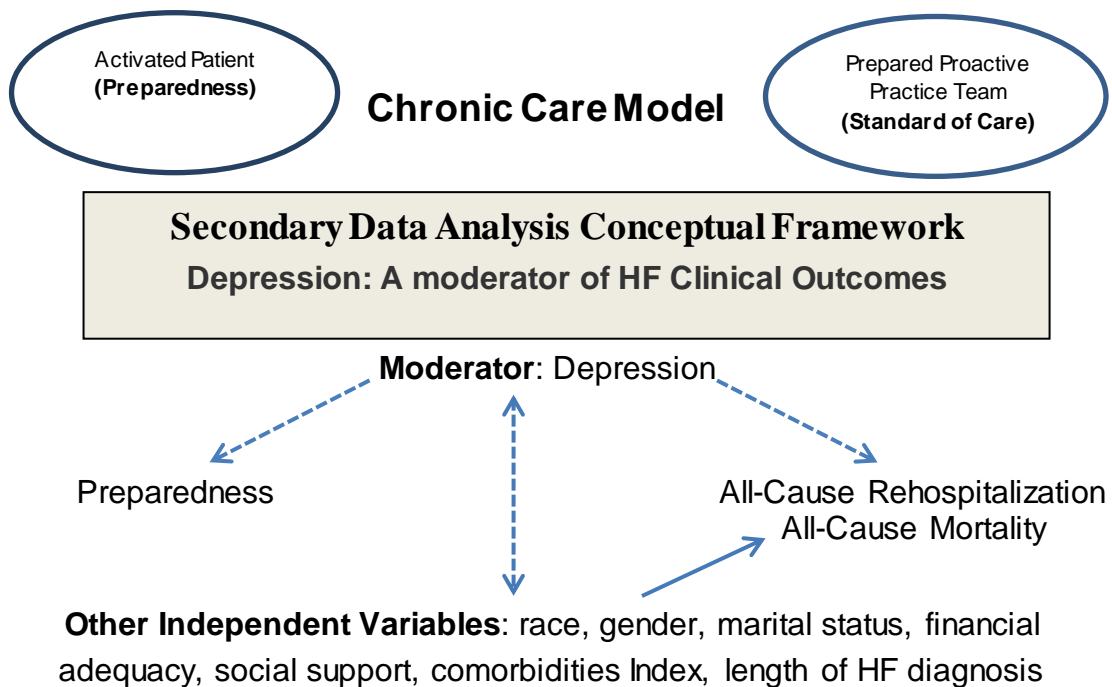 Activated Patient
(Preparedness)
Chronic Care Model
Prepared Proactive
Practice Team
(Standard of Care)
Secondary Data Analysis Conceptual Framework
Depression: A moderator of HF Clinical Outcomes
Moderator: Depression
Preparedness
All-Cause Rehospitalization
All-Cause Mortality
Other Independent Variables: race, gender, marital status, financial
adequacy, social support, comorbidities Index, length of HF diagnosis